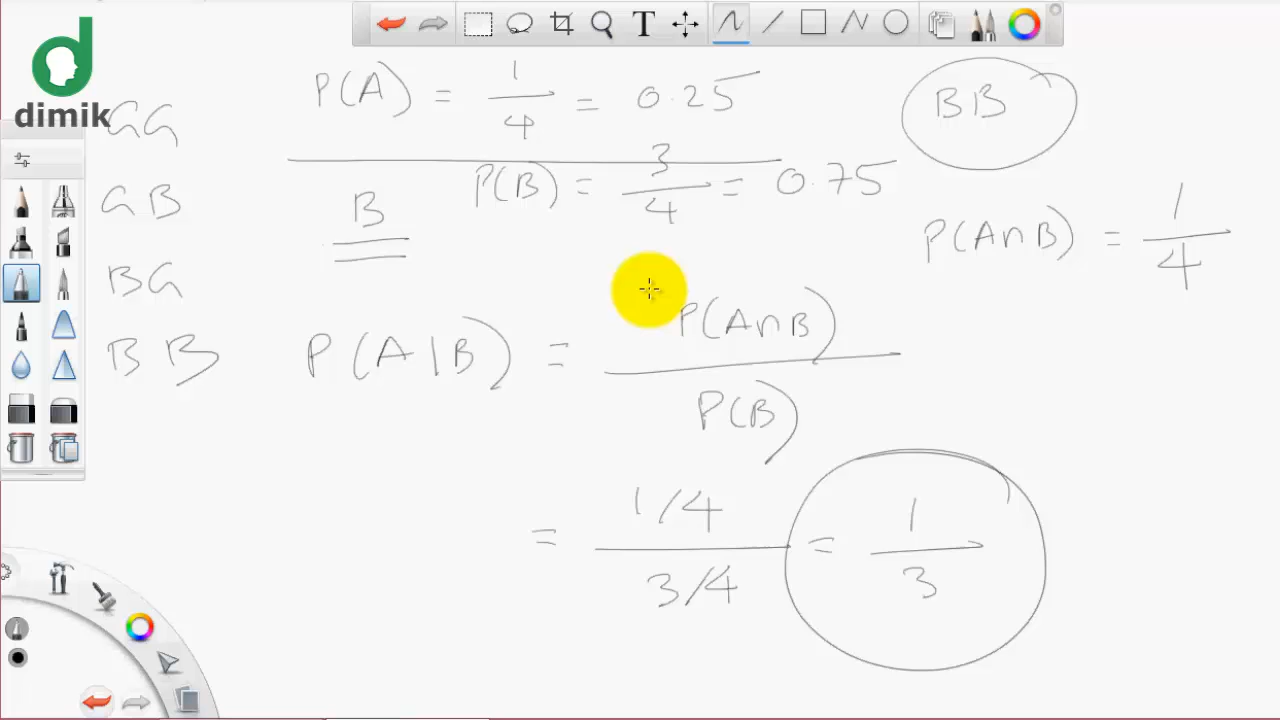 dimik
T
GG
GB
BG
BB
P(A) = 1/4 = 0.25
BB
P(B) = 3/4 = 0.75
B
P(A∩B) = 1/4
P(A|B) = P(A∩B) / P(B)
= 1/4 / 3/4 = 1/3